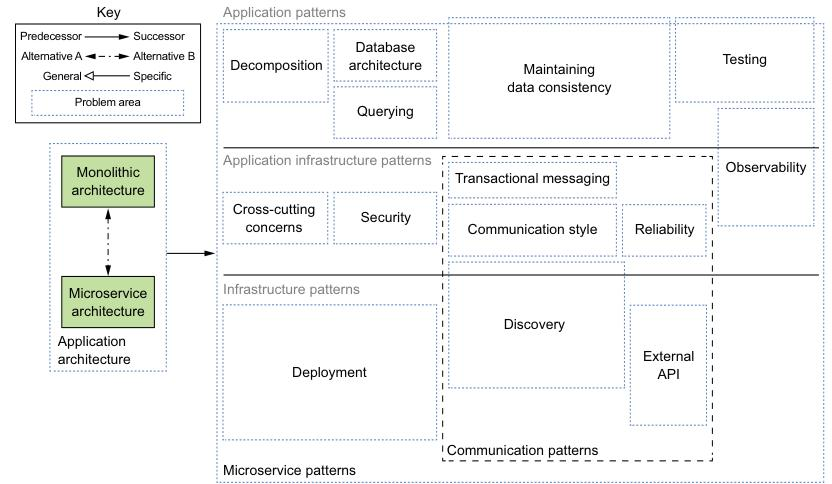 Key
Predecessor
Successor
Alternative A
Alternative B
General
Specific
Problem area
Monolithic
architecture
Microservice
architecture
Application
architecture
Application patterns
Decomposition
Database
architecture
Querying
Maintaining
data consistency
Testing
Observability
Application infrastructure patterns
Cross-cutting
concerns
Security
Transactional messaging
Communication style
Reliability
Infrastructure patterns
Deployment
Discovery
External
API
Communication patterns
Microservice patterns